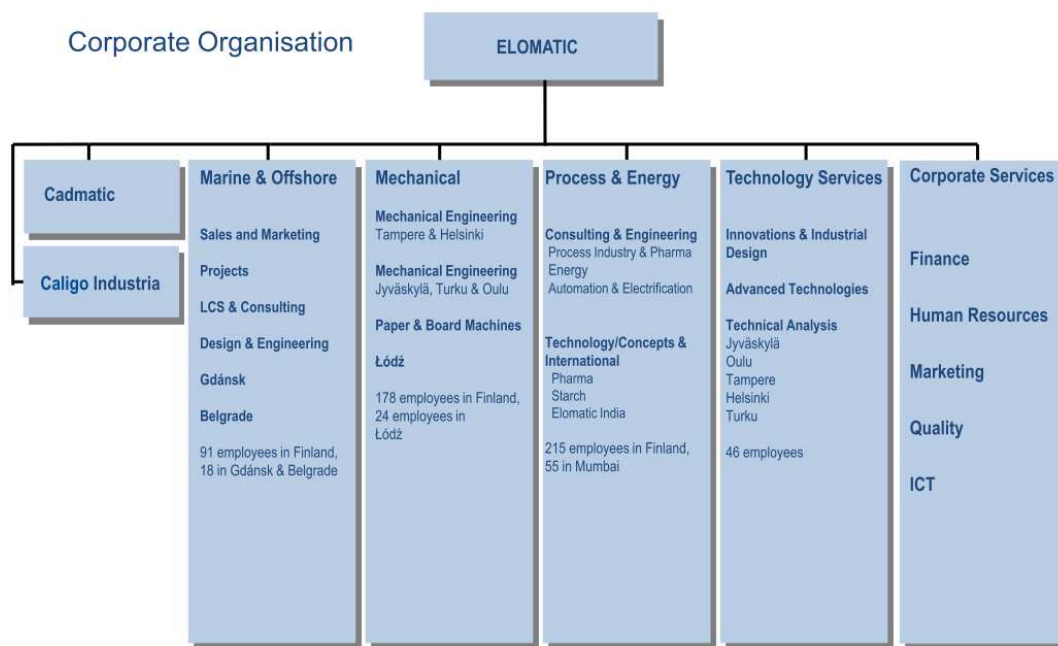 Corporate Organisation
ELOMATIC
Cadmatic
Caligo Industria
Marine & Offshore
Sales and Marketing
Projects
LCS & Consulting
Design & Engineering
Gdánsk
Belgrade
91 employees in Finland,
18 in Gdánsk & Belgrade
Mechanical
Mechanical Engineering
Tampere & Helsinki
Mechanical Engineering
Jyväskylä, Turku & Oulu
Paper & Board Machines
Łódź
178 employees in Finland,
24 employees in
Łódź
Process & Energy
Consulting & Engineering
Process Industry & Pharma
Energy
Automation & Electrification
Technology/Concepts &
International
Pharma
Starch
Elomatic India
215 employees in Finland,
55 in Mumbai
Technology Services
Innovations & Industrial
Design
Advanced Technologies
Technical Analysis
Jyväskylä
Oulu
Tampere
Helsinki
Turku
46 employees
Corporate Services
Finance
Human Resources
Marketing
Quality
ICT